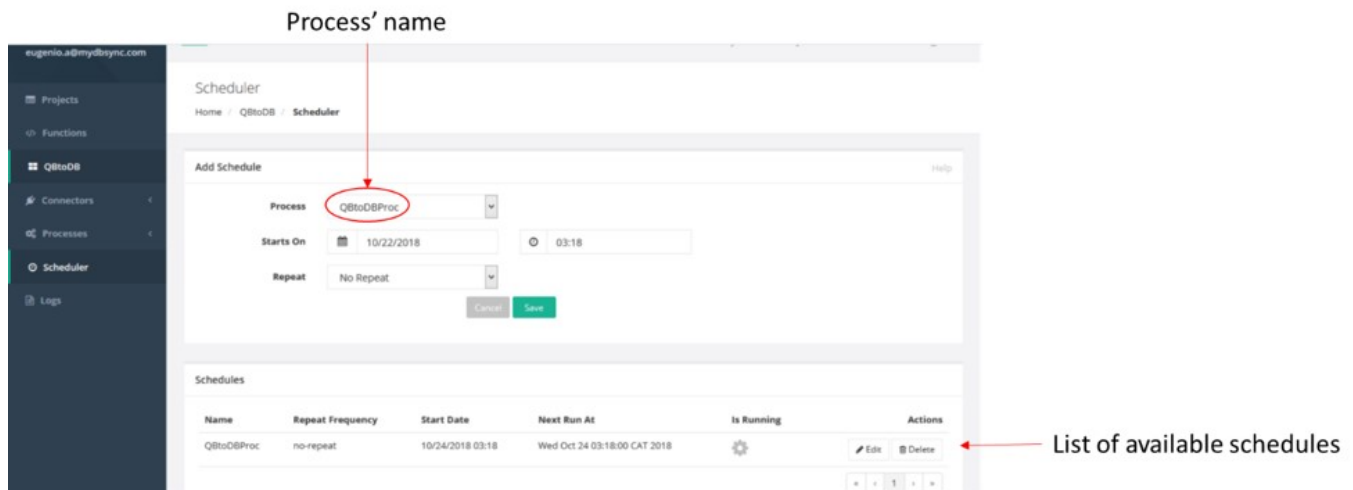 Process' name
eugenio.a@mydbsync.com
Projects
Functions
QBtoDB
Connectors
Processes
Scheduler
Logs
Scheduler
Home / QBtoDB / Scheduler
Add Schedule Help
Process QBtoDBProc
Starts On 10/22/2018 03:18
Repeat No Repeat
Cancel Save
Schedules
Name Repeat Frequency Start Date Next Run At Is Running Actions
QBtoDBProc no-repeat 10/24/2018 03:18 Wed Oct 24 03:18:00 CAT 2018 Edit Delete
List of available schedules
« ‹ 1 › »